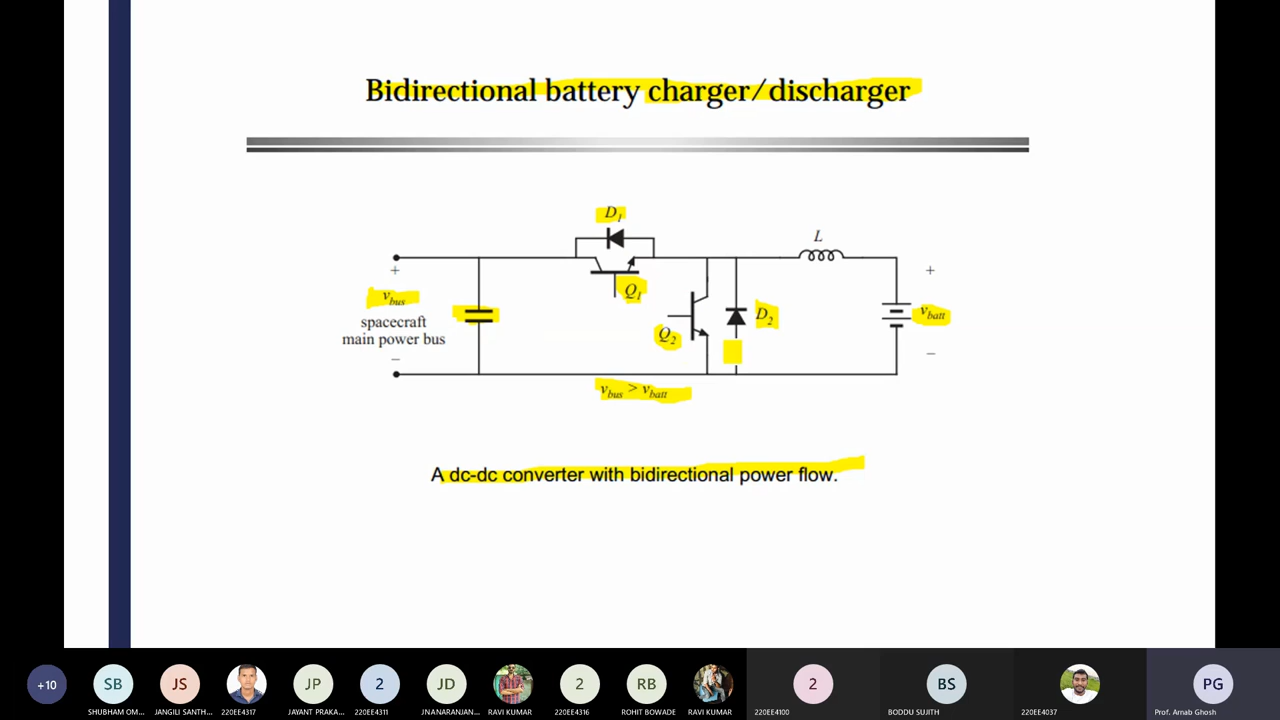 Bidirectional battery charger/discharger
D1
L
+
+
Q1
vbus
vbatt
D2
spacecraft
main power bus
Q2
−
−
vbus > vbatt
A dc-dc converter with bidirectional power flow.
+10
SB
JS
JP
2
JD
2
RB
2
BS
PG
SHUBHAM OM...
JANGILI SANTH...
220EE4317
JAYANT PRAKA...
220EE4311
JNANARANJAN...
RAVI KUMAR
220EE4316
ROHIT BOWADE
RAVI KUMAR
220EE4100
BODDU SUJITH
220EE4037
Prof. Arnab Ghosh